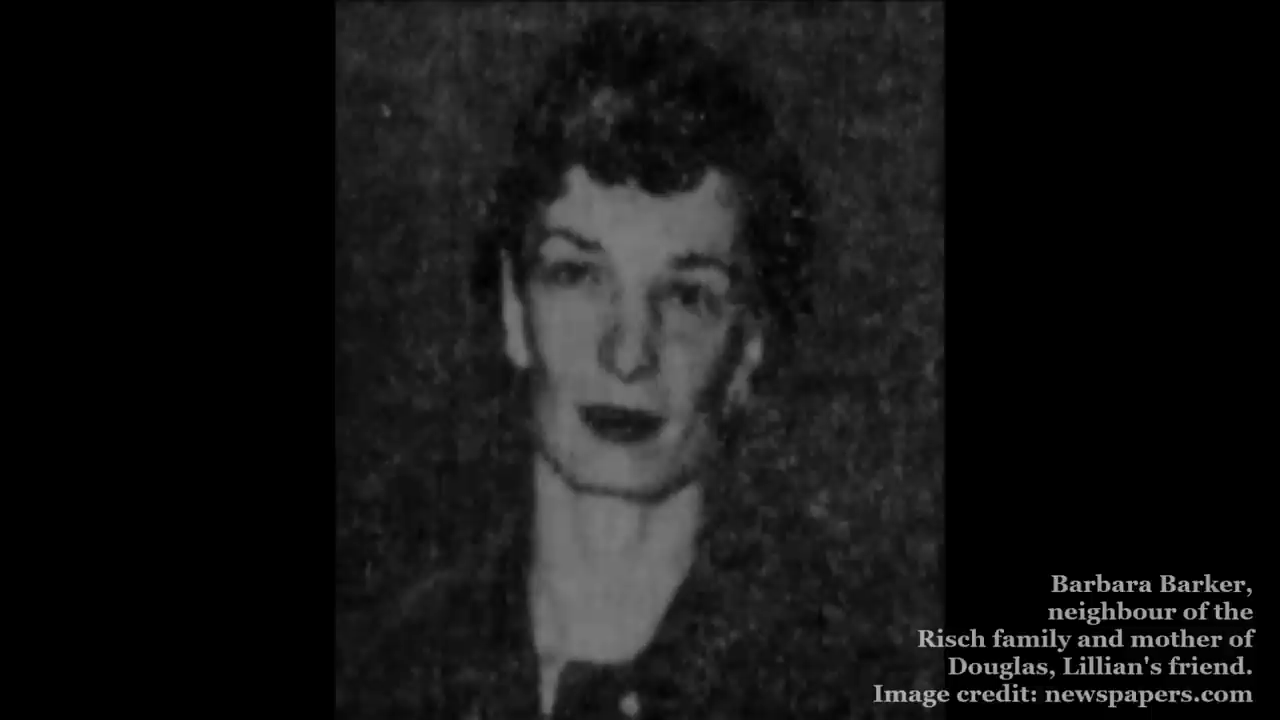 Barbara Barker,
neighbour of the
Risch family and mother of
Douglas, Lillian's friend.
Image credit: newspapers.com